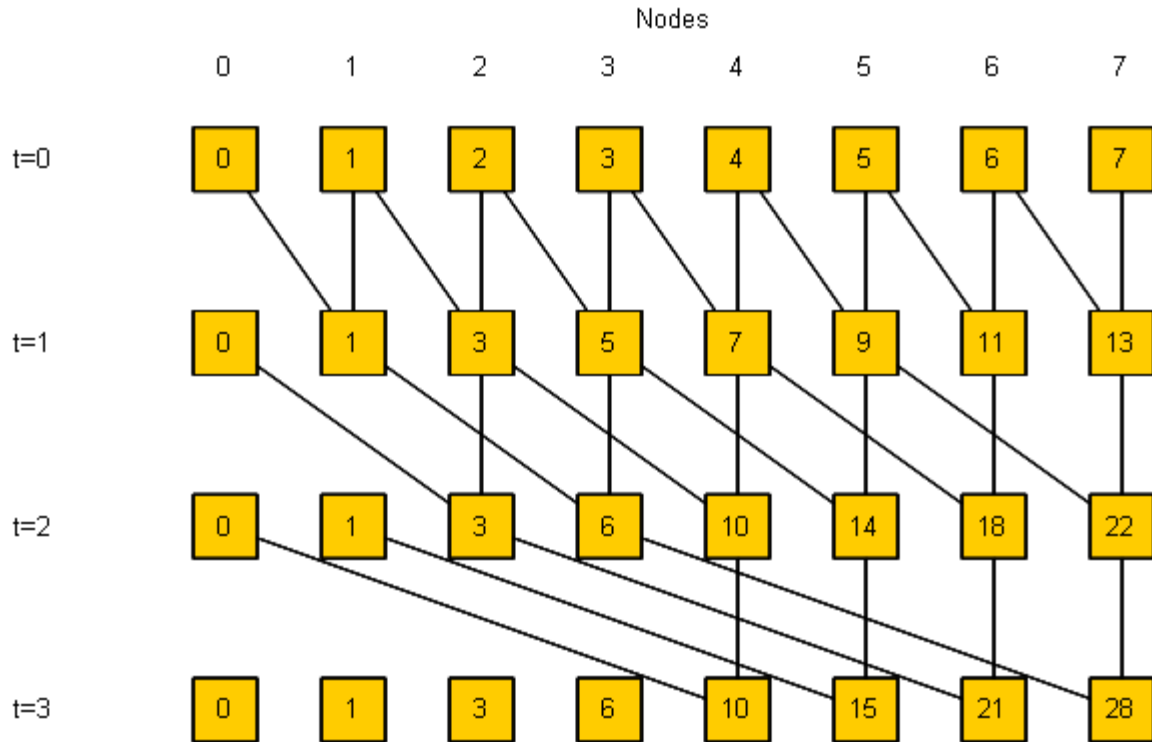 Nodes
0 1 2 3 4 5 6 7
t=0 0 1 2 3 4 5 6 7
t=1 0 1 3 5 7 9 11 13
t=2 0 1 3 6 10 14 18 22
t=3 0 1 3 6 10 15 21 28